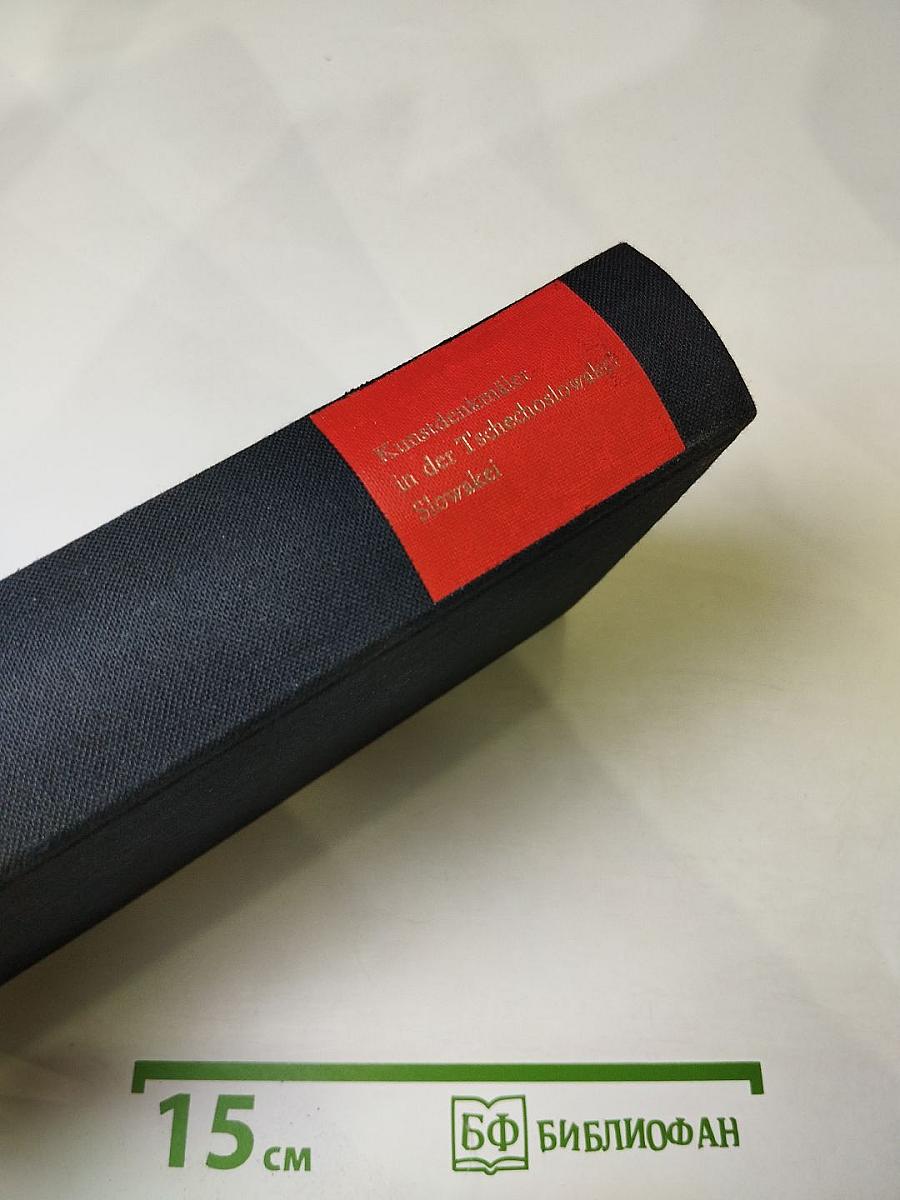 Kunstdenkmäler
in der Tschechoslowakei
Slowakei
15 см
БФ БИБЛИОФАН